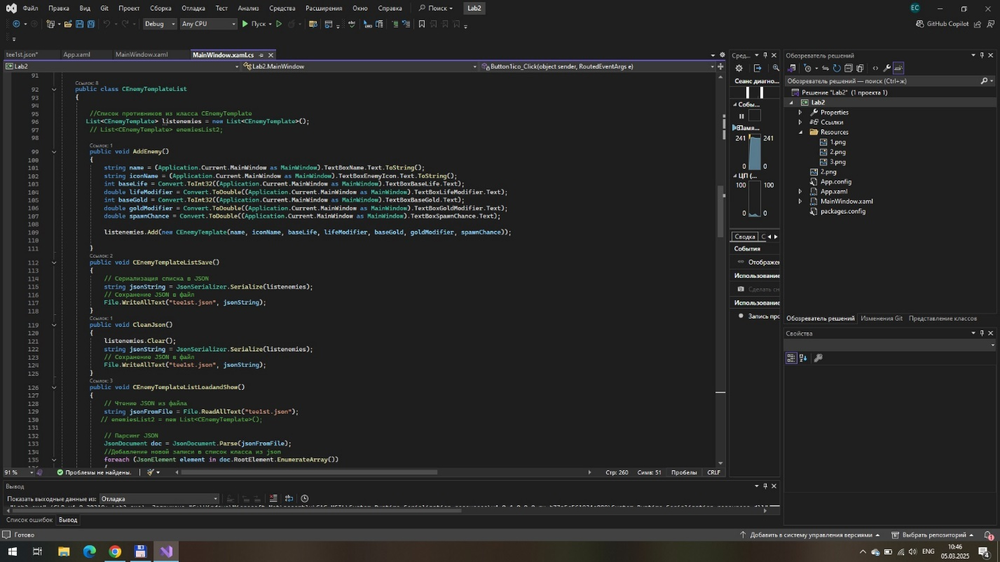 Файл Правка Вид Git Проект Сборка Отладка Тест Анализ Средства Расширения Окно Справка Поиск Lab2 EC
Debug Any CPU Пуск GitHub Copilot
tee1st.json* App.xaml MainWindow.xaml MainWindow.xaml.cs
Lab2 Lab2.MainWindow Button1ico_Click(object sender, RoutedEventArgs e)
91
Ссылок: 8
92 public class CEnemyTemplateList
93 {
94
95 //Список противников из класса CEnemyTemplate
96 List<CEnemyTemplate> listenemies = new List<CEnemyTemplate>();
97 // List<CEnemyTemplate> enemiesList2;
98
Ссылок: 1
99 public void AddEnemy()
100 {
101 string name = (Application.Current.MainWindow as MainWindow).TextBoxName.Text.ToString();
102 string iconName = (Application.Current.MainWindow as MainWindow).TextBoxEnemyIcon.Text.ToString();
103 int baseLife = Convert.ToInt32((Application.Current.MainWindow as MainWindow).TextBoxBaseLife.Text);
104 double lifeModifier = Convert.ToDouble((Application.Current.MainWindow as MainWindow).TextBoxLifeModifier.Text);
105 int baseGold = Convert.ToInt32((Application.Current.MainWindow as MainWindow).TextBoxBaseGold.Text);
106 double goldModifier = Convert.ToDouble((Application.Current.MainWindow as MainWindow).TextBoxGoldModifier.Text);
107 double spawnChance = Convert.ToDouble((Application.Current.MainWindow as MainWindow).TextBoxSpawnChance.Text);
108
109 listenemies.Add(new CEnemyTemplate(name, iconName, baseLife, lifeModifier, baseGold, goldModifier, spawnChance));
110
111 }
Ссылок: 2
112 public void CEnemyTemplateListSave()
113 {
114 // Сериализация списка в JSON
115 string jsonString = JsonSerializer.Serialize(listenemies);
116 // Сохранение JSON в файл
117 File.WriteAllText("tee1st.json", jsonString);
118 }
Ссылок: 1
119 public void CleanJson()
120 {
121 listenemies.Clear();
122 string jsonString = JsonSerializer.Serialize(listenemies);
123 // Сохранение JSON в файл
124 File.WriteAllText("tee1st.json", jsonString);
125 }
Ссылок: 3
126 public void CEnemyTemplateListLoadandShow()
127 {
128 // Чтение JSON из файла
129 string jsonFromFile = File.ReadAllText("tee1st.json");
130 // enemiesList2 = new List<CEnemyTemplate>();
131
132 // Парсинг JSON
133 JsonDocument doc = JsonDocument.Parse(jsonFromFile);
134 //Добавление новой записи в список класса из json
135 foreach (JsonElement element in doc.RootElement.EnumerateArray())
91 % Проблемы не найдены. Стр: 260 Симв: 51 Пробелы CRLF
Сред...
Сеанс диагно...
Собы...
Памя...
241 241
0 0
ЦП (...
100 100
0 0
Сводка
События
Отображен
Использование
Сделать сн
Использование
Запись про
Обозреватель решений
Обозреватель решений — поиск (Ctrl+ж)
Решение "Lab2" (1 проекта 1)
Lab2
Properties
Ссылки
Resources
1.png
2.png
3.png
2.png
App.config
App.xaml
MainWindow.xaml
packages.config
Обозреватель решений Изменения Git Представление классов
Свойства
Вывод
Показать выходные данные из: Отладка
Список ошибок Вывод
Готово Добавить в систему управления версиями Выбрать репозиторий 1
ENG 10:46
05.03.2025 4